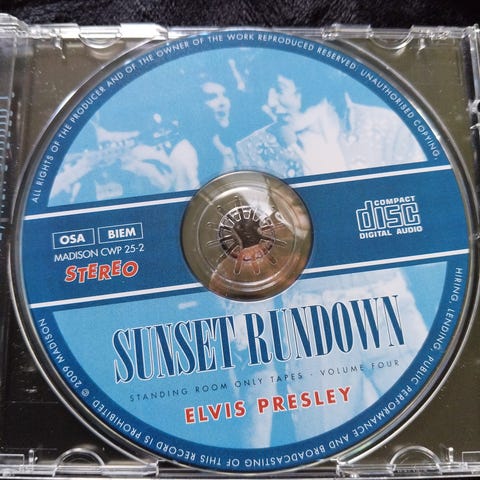 ALL RIGHTS OF THE PRODUCER AND OF THE OWNER OF THE WORK REPRODUCED RESERVED. UNAUTHORISED COPYING,
HIRING, LENDING, PUBLIC PERFORMANCE AND BROADCASTING OF THIS RECORD IS PROHIBITED © 2009 MADISON
OSA BIEM
MADISON CWP 25-2
STEREO
COMPACT
disc
DIGITAL AUDIO
SUNSET RUNDOWN
STANDING ROOM ONLY TAPES - VOLUME FOUR
ELVIS PRESLEY